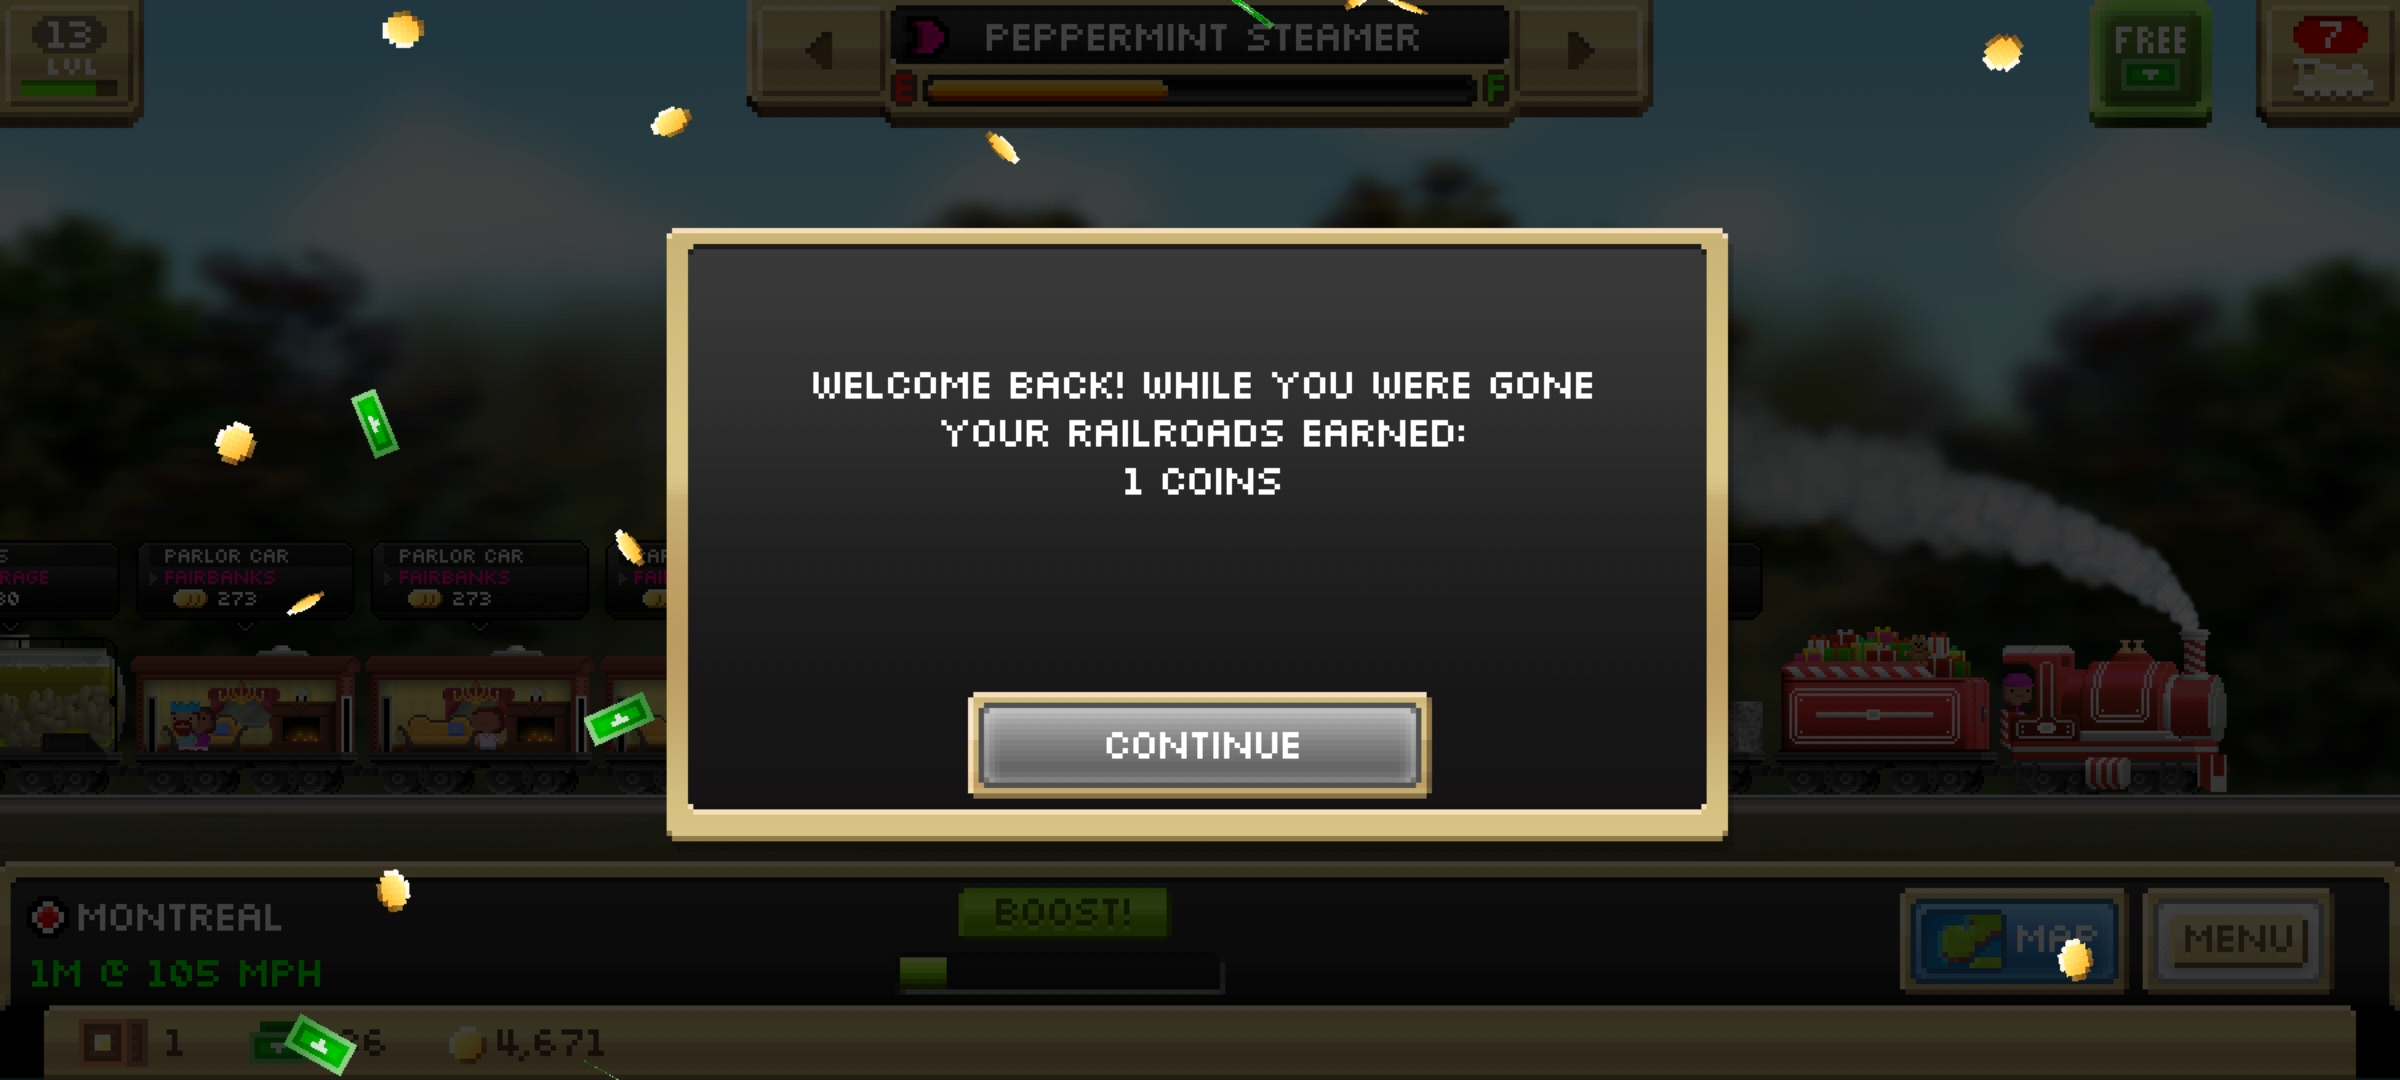 13
LVL
PEPPERMINT STEAMER
E
F
FREE
7
WELCOME BACK! WHILE YOU WERE GONE
YOUR RAILROADS EARNED:
1 COINS
CONTINUE
PARLOR CAR
FAIRBANKS
273
PARLOR CAR
FAIRBANKS
273
MONTREAL
1M @ 105 MPH
BOOST!
MAP
MENU
1
4,671